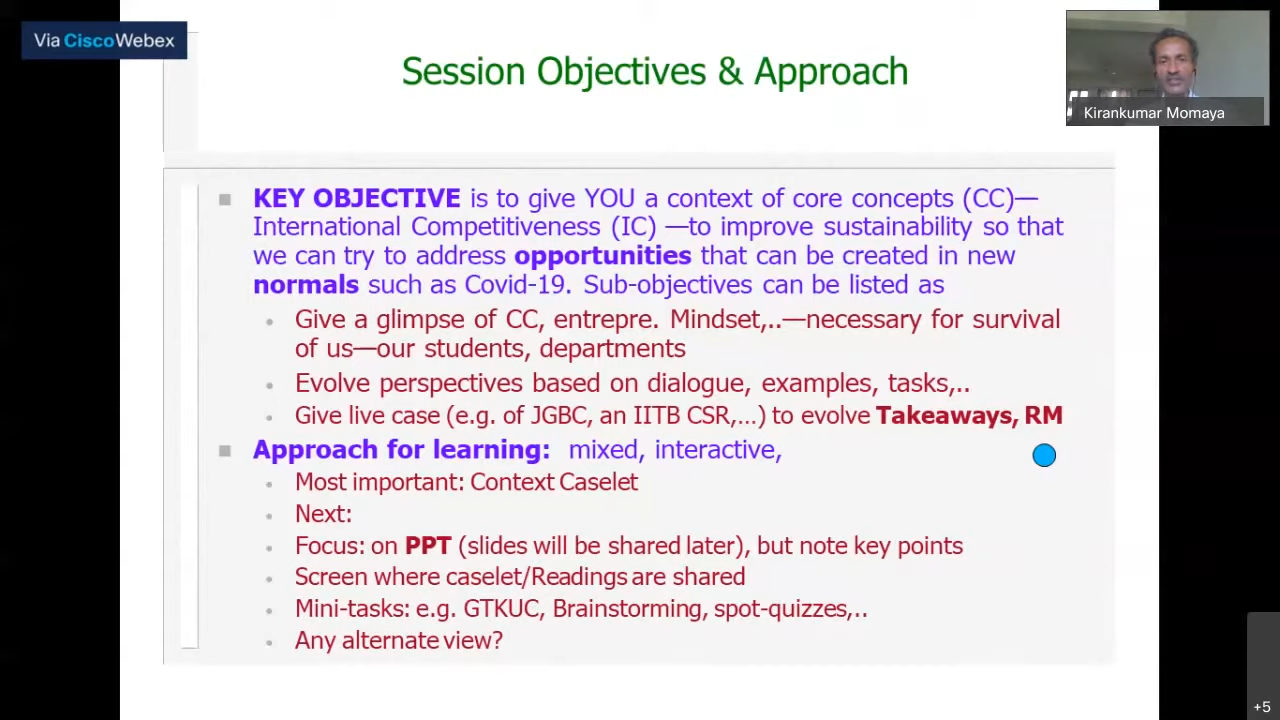 Via CiscoWebex
Session Objectives & Approach
Kirankumar Momaya
KEY OBJECTIVE is to give YOU a context of core concepts (CC)—
International Competitiveness (IC) —to improve sustainability so that
we can try to address opportunities that can be created in new
normals such as Covid-19. Sub-objectives can be listed as
Give a glimpse of CC, entrepre. Mindset,..—necessary for survival
of us—our students, departments
Evolve perspectives based on dialogue, examples, tasks,..
Give live case (e.g. of JGBC, an IITB CSR,...) to evolve Takeaways, RM
Approach for learning: mixed, interactive,
Most important: Context Caselet
Next:
Focus: on PPT (slides will be shared later), but note key points
Screen where caselet/Readings are shared
Mini-tasks: e.g. GTKUC, Brainstorming, spot-quizzes,..
Any alternate view?
+5